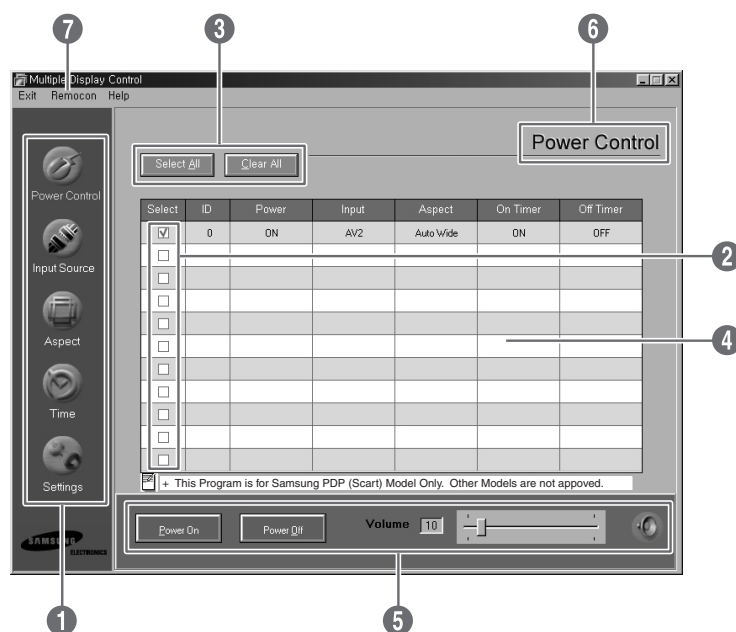 7 3 6
Multiple Display Control
Exit Remocon Help
Power Control
Select All Clear All
Power Control
Select ID Power Input Aspect On Timer Off Timer
0 ON AV2 Auto Wide ON OFF
2
Input Source
4
Aspect
Time
Settings
+ This Program is for Samsung PDP (Scart) Model Only. Other Models are not appoved.
Power On Power Off Volume 10
SAMSUNG
ELECTRONICS
1 5